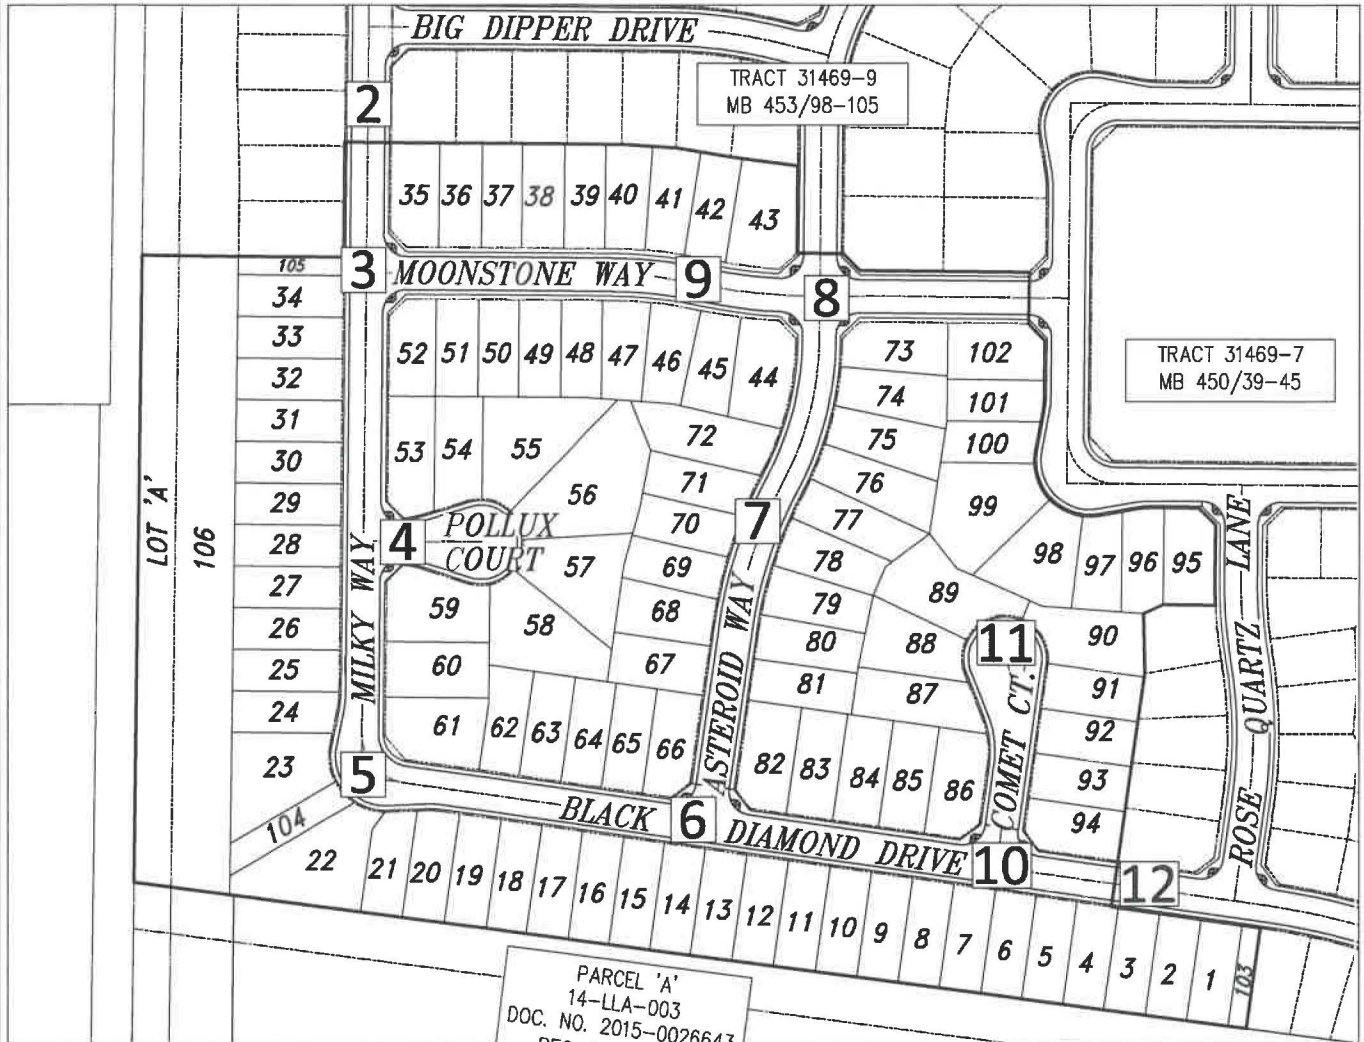 BIG DIPPER DRIVE
TRACT 31469-9
MB 453/98-105
2
35 36 37 38 39 40 41 42 43
105
3
MOONSTONE WAY
9
8
34
33
32
31
30
29
28
27
26
25
24
23
52 51 50 49 48 47 46 45 44
73 102
74 101
75 100
76 99
77
78
79
80
81
TRACT 31469-7
MB 450/39-45
53 54 55
56
72
71
70
69
68
67
7
LOT 'A'
106
4
POLLUX
COURT
57
58
59
60
61
62 63 64 65 66
MILKY WAY
ASTEROID WAY
98 97 96 95
89
88
87
11
90
91
92
93
94
COMET CT.
ROSE QUARTZ LANE
82 83 84 85 86
5
104
BLACK
6
DIAMOND DRIVE
10
12
22 21 20 19 18 17 16 15 14 13 12 11 10 9 8 7 6 5 4 3 2 1
103
PARCEL 'A'
14-LLA-003
DOC. NO. 2015-0026643